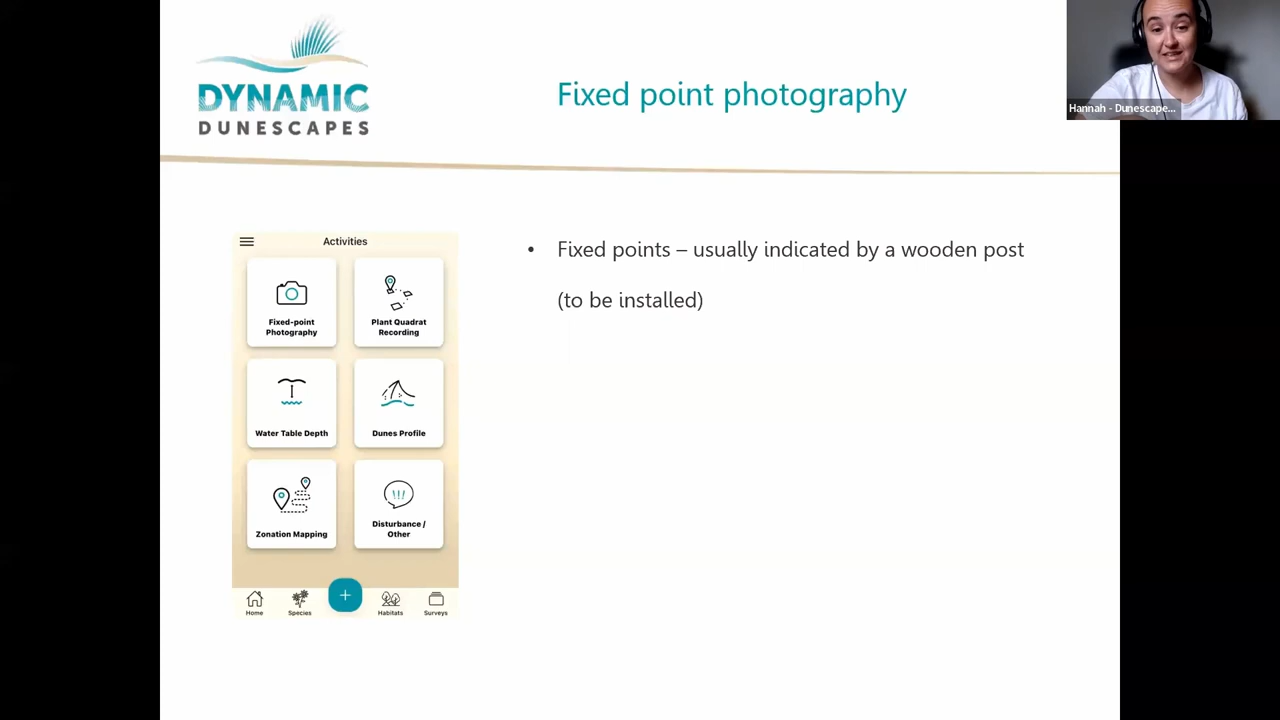 DYNAMIC
DUNESCAPES
Fixed point photography
Hannah - Dunescape...
Activities
Fixed-point
Photography
Plant Quadrat
Recording
Water Table Depth
Dunes Profile
Zonation Mapping
Disturbance /
Other
Home
Species
+
Habitats
Surveys
• Fixed points – usually indicated by a wooden post
(to be installed)